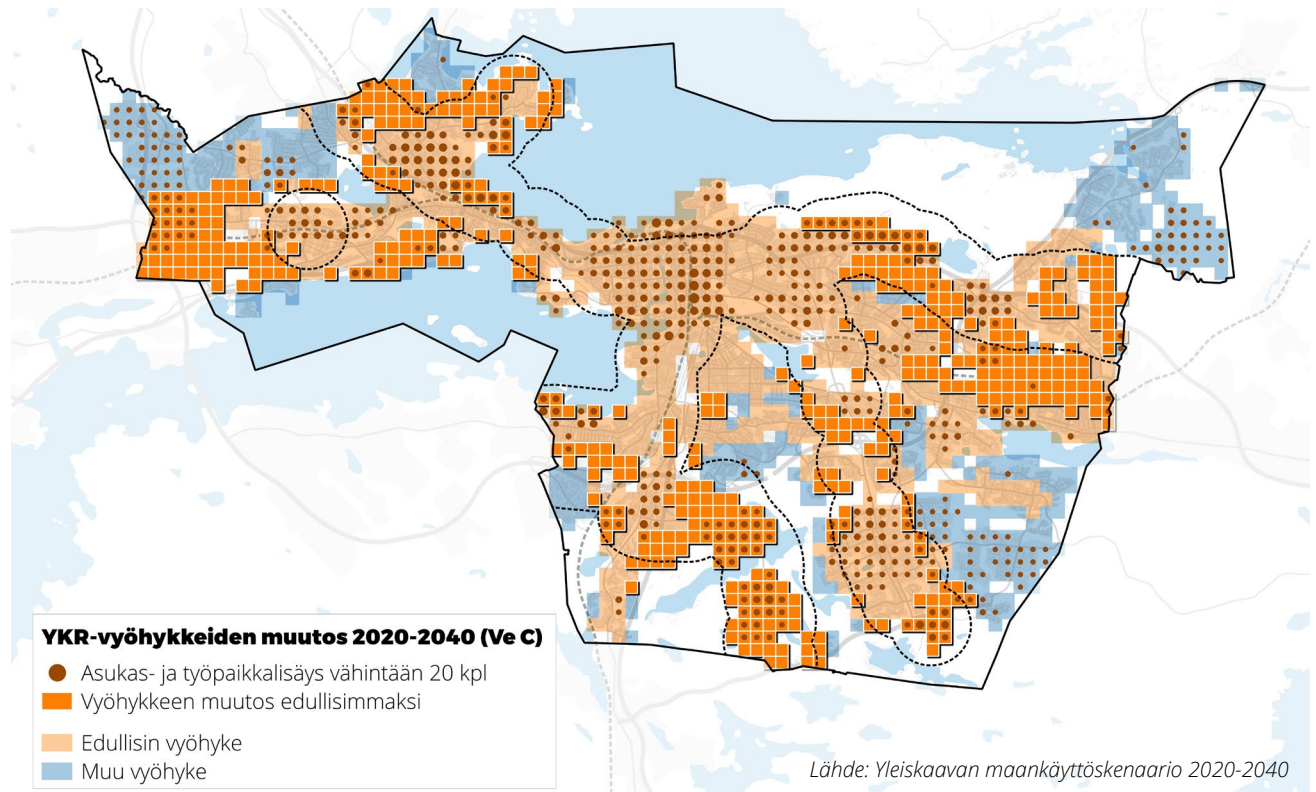 YKR-vyöhykkeiden muutos 2020-2040 (Ve C)
Asukas- ja työpaikkalisäys vähintään 20 kpl
Vyöhykkeen muutos edullisimmaksi
Edullisin vyöhyke
Muu vyöhyke
Lähde: Yleiskaavan maankäyttöskenaario 2020-2040